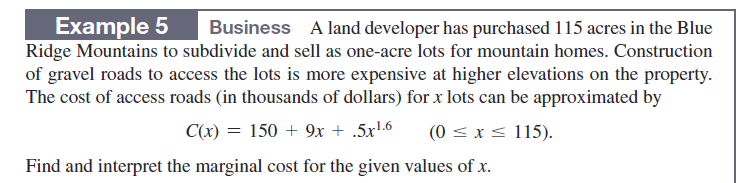 Example 5 Business A land developer has purchased 115 acres in the Blue
Ridge Mountains to subdivide and sell as one-acre lots for mountain homes. Construction
of gravel roads to access the lots is more expensive at higher elevations on the property.
The cost of access roads (in thousands of dollars) for x lots can be approximated by
C(x) = 150 + 9x + .5x^1.6 (0 ≤ x ≤ 115).
Find and interpret the marginal cost for the given values of x.